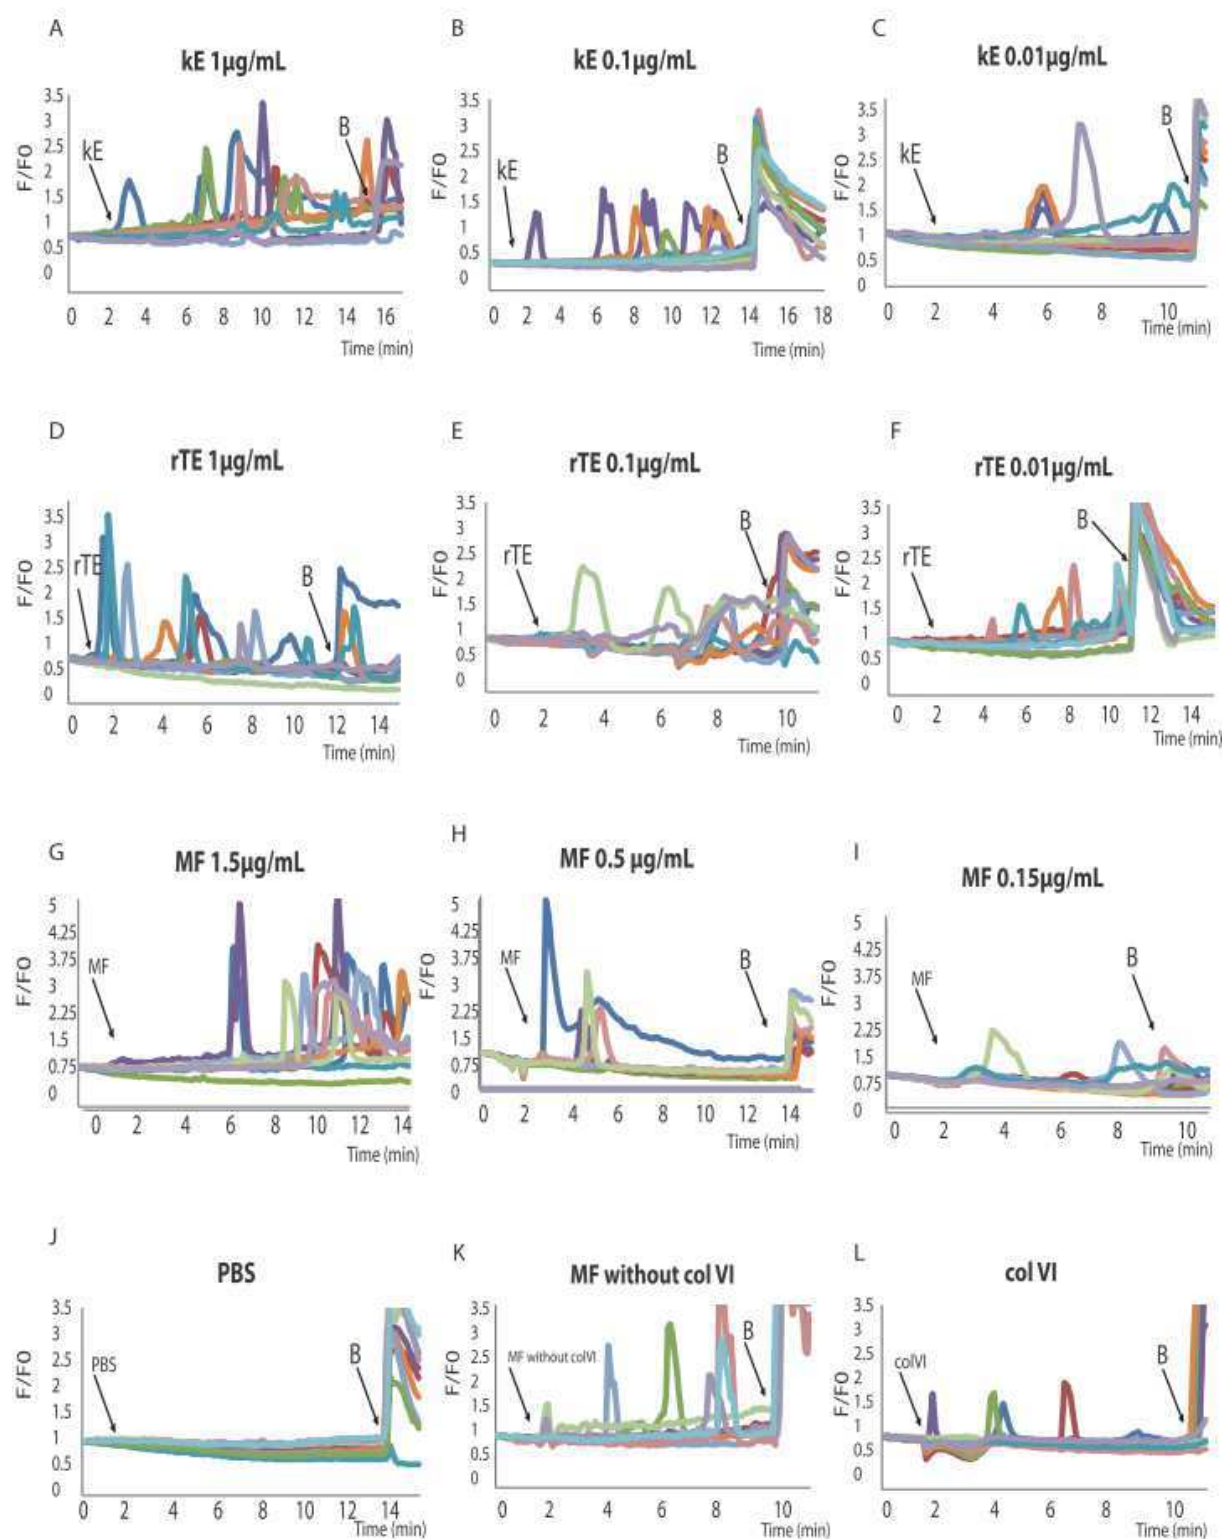 A
kE 1µg/mL
F/F0
3.5
3
2.5
2
1.5
1
0.5
0
kE
B
0 2 4 6 8 10 12 14 16
Time (min)
B
kE 0.1µg/mL
F/F0
3.5
3
2.5
2
1.5
1
0.5
0
kE
B
0 2 4 6 8 10 12 14 16 18
Time (min)
C
kE 0.01µg/mL
F/F0
3.5
3
2.5
2
1.5
1
0.5
0
kE
B
0 2 4 6 8 10
Time (min)
D
rTE 1µg/mL
F/F0
3.5
3
2.5
2
1.5
1
0.5
0
rTE
B
0 2 4 6 8 10 12 14
Time (min)
E
rTE 0.1µg/mL
F/F0
3.5
3
2.5
2
1.5
1
0.5
0
rTE
B
0 2 4 6 8 10
Time (min)
F
rTE 0.01µg/mL
F/F0
3.5
3
2.5
2
1.5
1
0.5
0
rTE
B
0 2 4 6 8 10 12 14
Time (min)
G
MF 1.5µg/mL
F/F0
5
4.25
3.75
2.25
1.5
0.75
0
MF
0 2 4 6 8 10 12 14
Time (min)
H
MF 0.5 µg/mL
F/F0
5
4.25
3.75
2.25
1.5
1
0.75
0
MF
B
0 2 4 6 8 10 12 14
Time (min)
I
MF 0.15µg/mL
F/F0
5
4.25
3.75
2.25
1.5
0.75
0
MF
B
0 2 4 6 8 10
Time (min)
J
PBS
F/F0
3.5
3
2.5
2
1.5
1
0.5
0
PBS
B
0 2 4 6 8 10 12 14
Time (min)
K
MF without col VI
F/F0
3.5
3
2.5
2
1.5
1
0.5
0
MF without colVI
B
0 2 4 6 8 10
Time (min)
L
col VI
F/F0
3.5
3
2.5
2
1.5
1
0.5
0
colVI
B
0 2 4 6 8 10
Time (min)